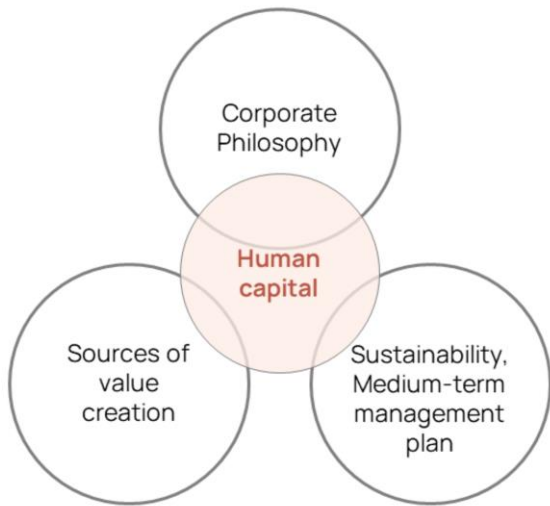 Corporate
Philosophy
Human
capital
Sources of
value
creation
Sustainability,
Medium-term
management
plan